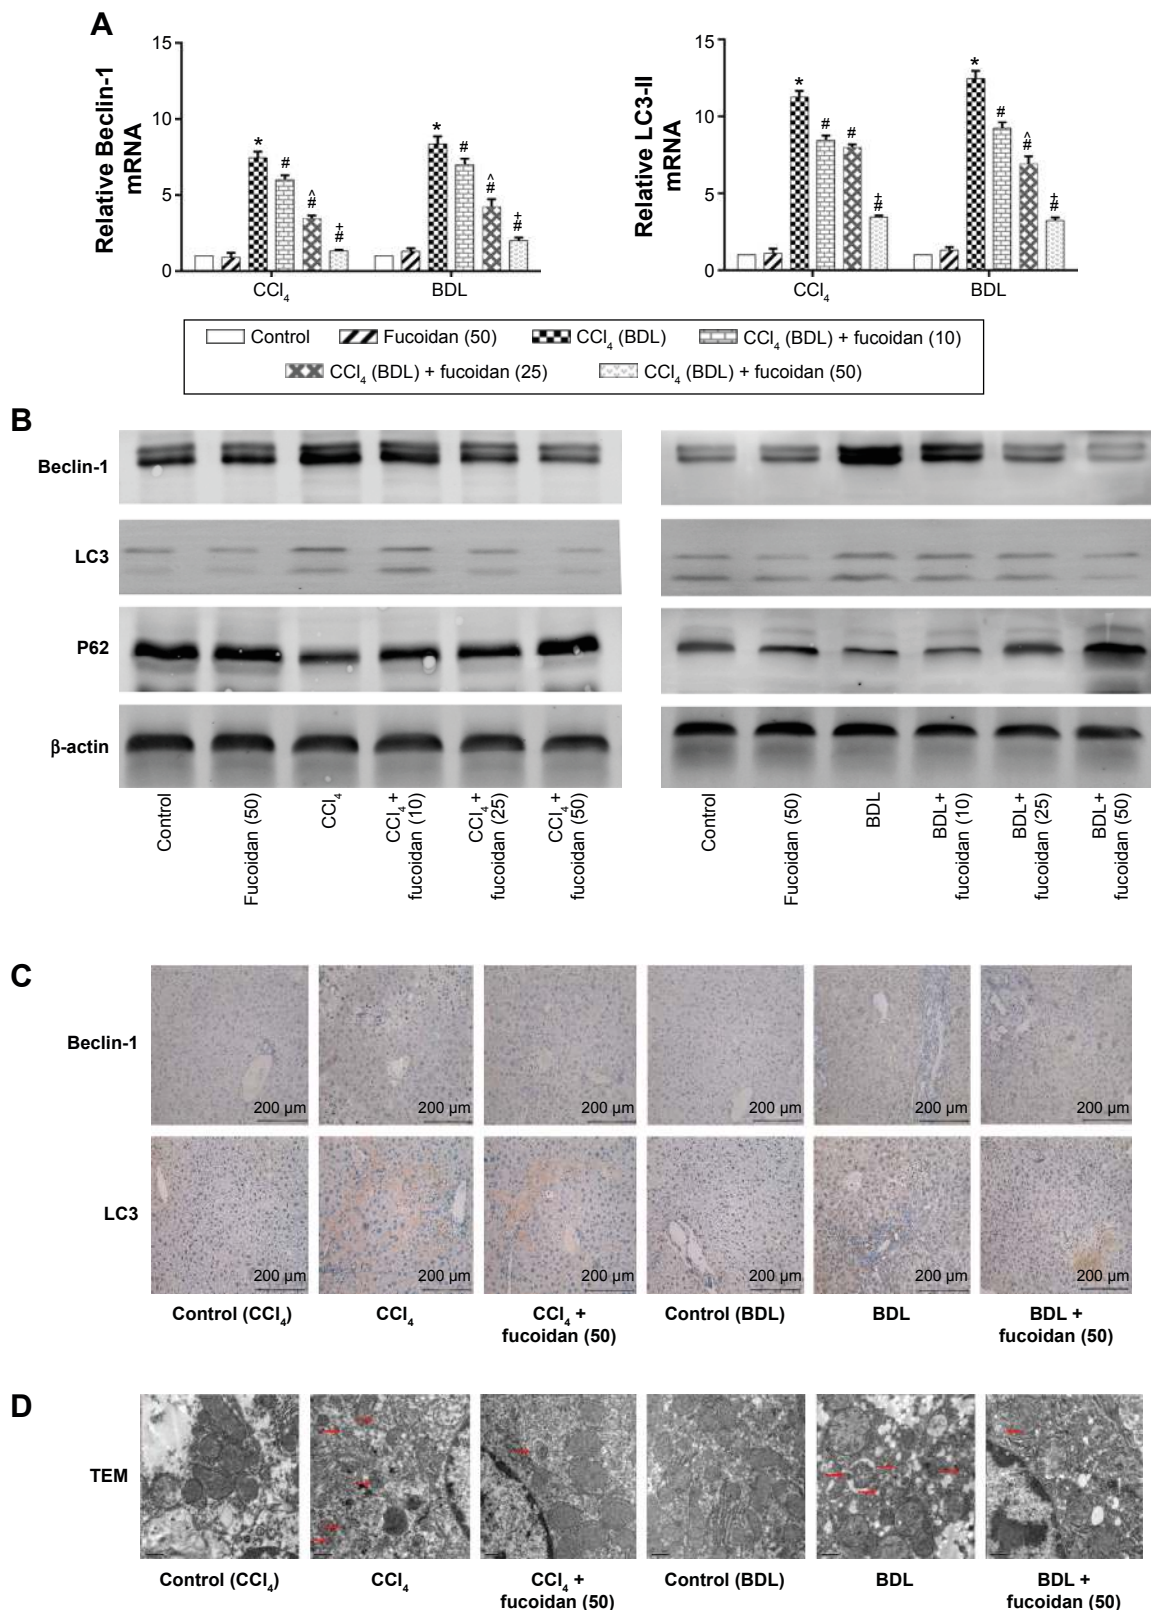 A
Relative Beclin-1
mRNA
15
10
5
0
*
#
^
#
+
#
*
#
^
#
+
#
CCl₄
BDL
Relative LC3-II
mRNA
15
10
5
0
*
#
#
+
#
*
#
^
#
+
#
CCl₄
BDL
Control
Fucoidan (50)
CCl₄ (BDL)
CCl₄ (BDL) + fucoidan (10)
CCl₄ (BDL) + fucoidan (25)
CCl₄ (BDL) + fucoidan (50)
B
Beclin-1
LC3
P62
β-actin
Control
Fucoidan (50)
CCl₄
CCl₄ +
fucoidan (10)
CCl₄ +
fucoidan (25)
CCl₄ +
fucoidan (50)
Control
Fucoidan (50)
BDL
BDL+
fucoidan (10)
BDL+
fucoidan (25)
BDL+
fucoidan (50)
C
Beclin-1
200 µm
200 µm
200 µm
200 µm
200 µm
200 µm
LC3
200 µm
200 µm
200 µm
200 µm
200 µm
200 µm
Control (CCl₄)
CCl₄
CCl₄ +
fucoidan (50)
Control (BDL)
BDL
BDL +
fucoidan (50)
D
TEM
Control (CCl₄)
CCl₄
CCl₄ +
fucoidan (50)
Control (BDL)
BDL
BDL +
fucoidan (50)